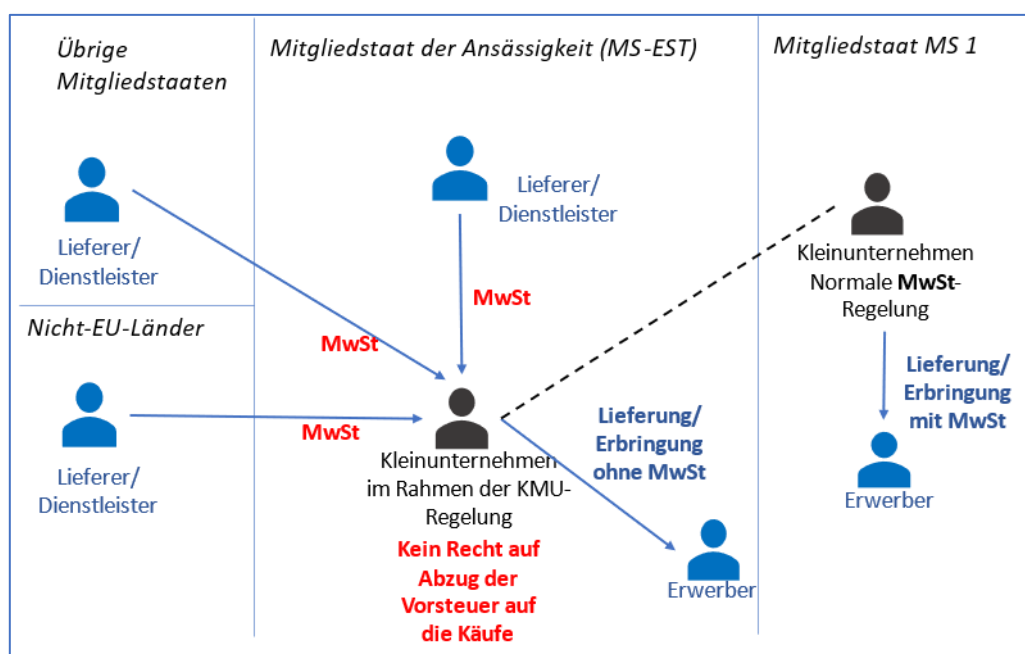 Übrige
Mitgliedstaaten
Mitgliedstaat der Ansässigkeit (MS-EST)
Mitgliedstaat MS 1
Lieferer/
Dienstleister
Lieferer/
Dienstleister
Kleinunternehmen
Normale MwSt-
Regelung
MwSt
MwSt
Nicht-EU-Länder
Lieferung/
Erbringung
mit MwSt
MwSt
Lieferung/
Erbringung
ohne MwSt
Lieferer/
Dienstleister
Kleinunternehmen
im Rahmen der KMU-
Regelung
Erwerber
Kein Recht auf
Abzug der
Vorsteuer auf
die Käufe
Erwerber